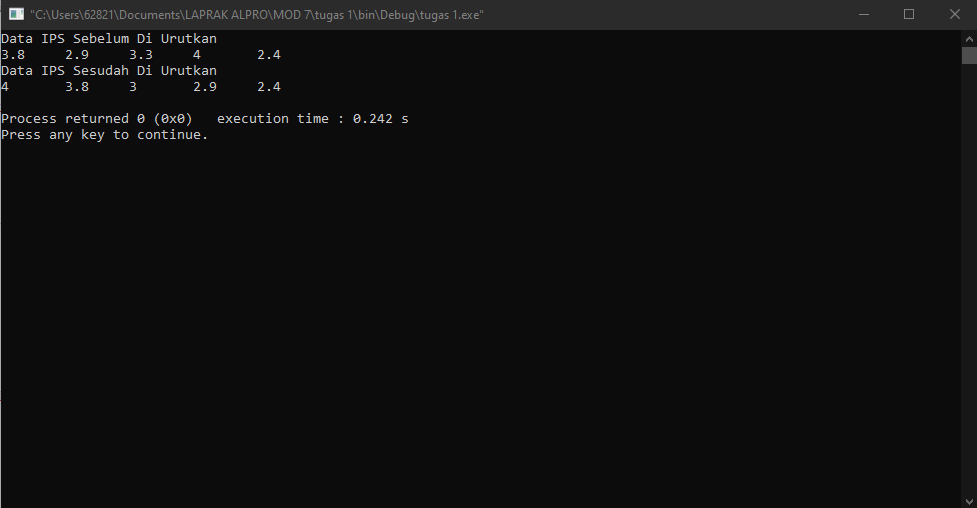 "C:\Users\62821\Documents\LAPRAK ALPRO\MOD 7\tugas 1\bin\Debug\tugas 1.exe"
Data IPS Sebelum Di Urutkan
3.8 2.9 3.3 4 2.4
Data IPS Sesudah Di Urutkan
4 3.8 3 2.9 2.4
Process returned 0 (0x0) execution time : 0.242 s
Press any key to continue.